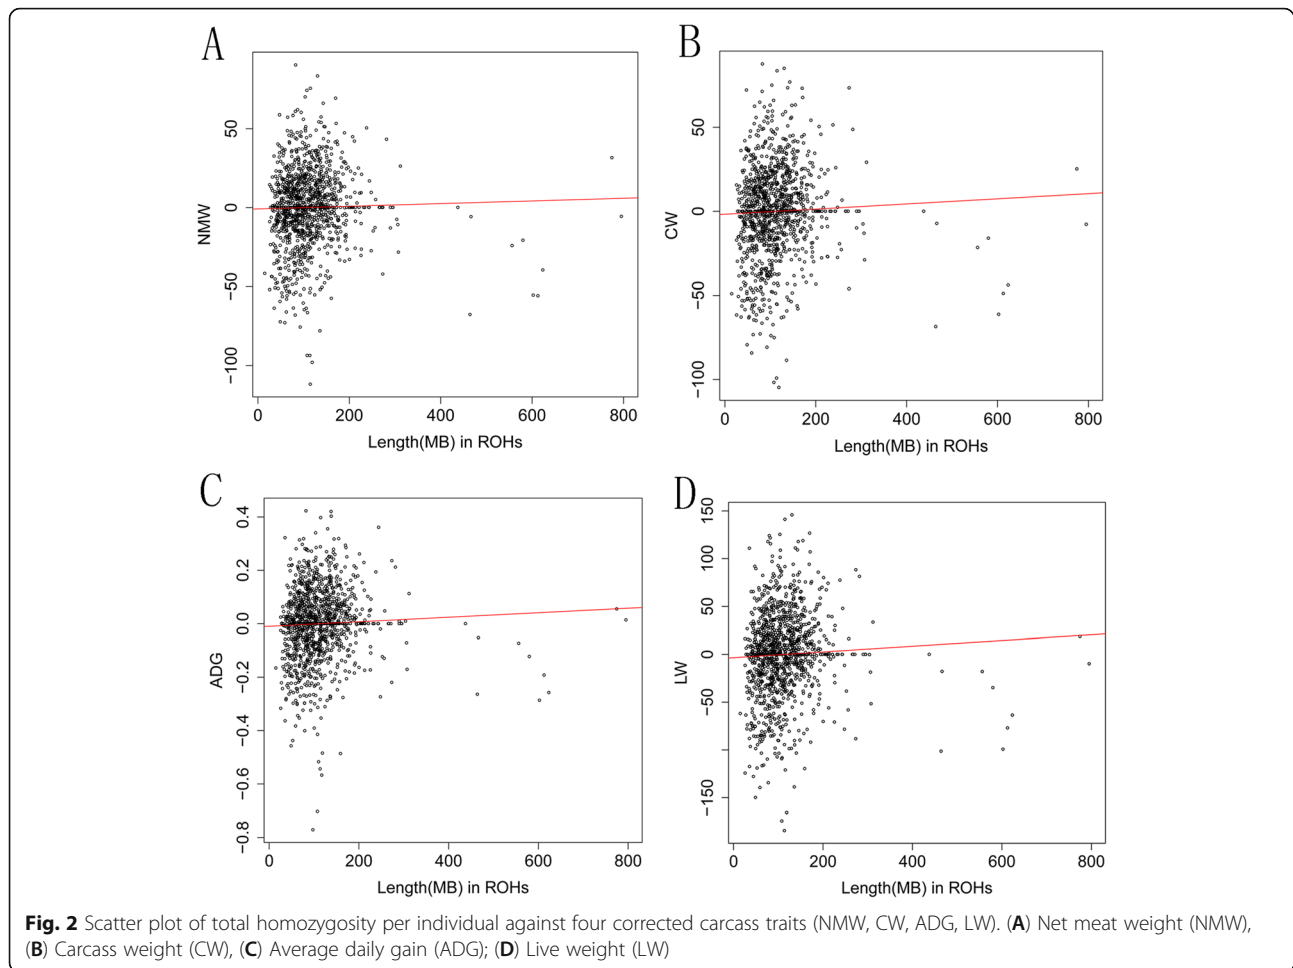 A
NMW
50
0
−50
−100
0 200 400 600 800
Length(MB) in ROHs
B
CW
50
0
−50
−100
0 200 400 600 800
Length(MB) in ROHs
C
ADG
0.4
0.2
0.0
−0.2
−0.4
−0.6
−0.8
0 200 400 600 800
Length(MB) in ROHs
D
LW
150
100
50
0
−50
−150
0 200 400 600 800
Length(MB) in ROHs
Fig. 2 Scatter plot of total homozygosity per individual against four corrected carcass traits (NMW, CW, ADG, LW). (A) Net meat weight (NMW),
(B) Carcass weight (CW), (C) Average daily gain (ADG); (D) Live weight (LW)